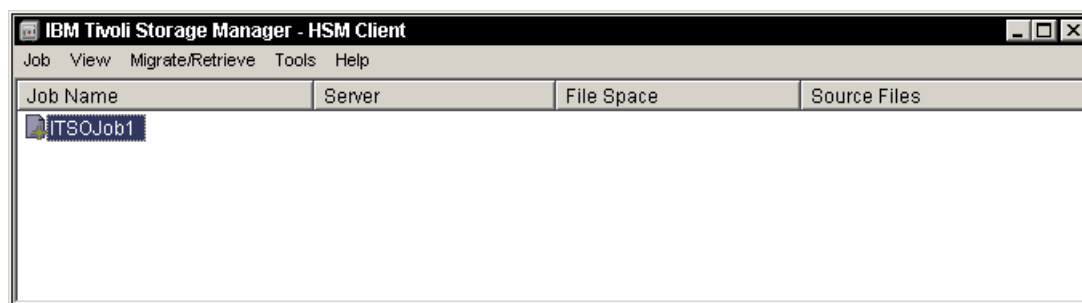 IBM Tivoli Storage Manager - HSM Client
Job View Migrate/Retrieve Tools Help
Job Name Server File Space Source Files
ITSOJob1